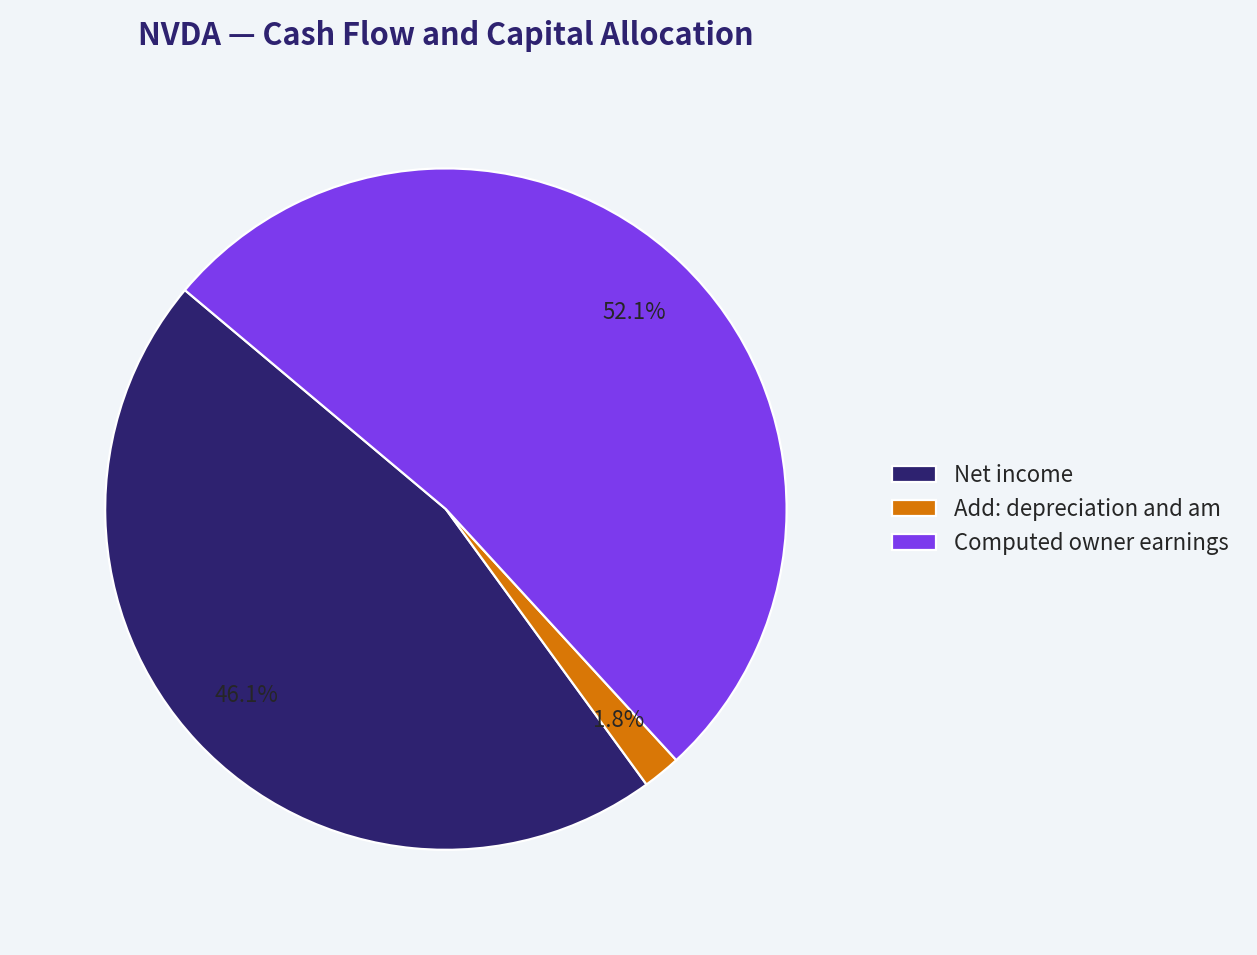 NVDA — Cash Flow and Capital Allocation
52.1%
46.1%
1.8%
Net income
Add: depreciation and am
Computed owner earnings